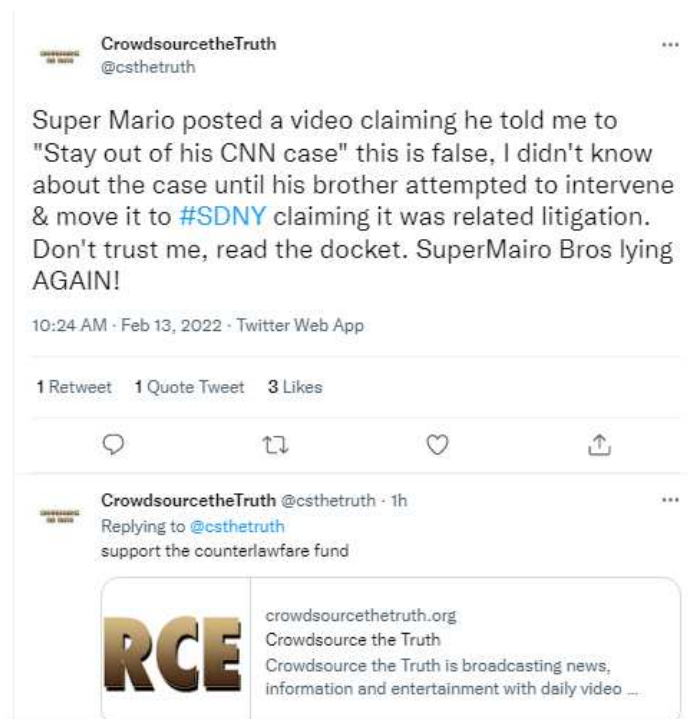 CrowdsourcetheTruth
@csthetruth
Super Mario posted a video claiming he told me to
"Stay out of his CNN case" this is false, I didn't know
about the case until his brother attempted to intervene
& move it to #SDNY claiming it was related litigation.
Don't trust me, read the docket. SuperMairo Bros lying
AGAIN!
10:24 AM · Feb 13, 2022 · Twitter Web App
1 Retweet 1 Quote Tweet 3 Likes
CrowdsourcetheTruth @csthetruth · 1h
Replying to @csthetruth
support the counterlawfare fund
RCE
crowdsourcethetruth.org
Crowdsource the Truth
Crowdsource the Truth is broadcasting news,
information and entertainment with daily video ...